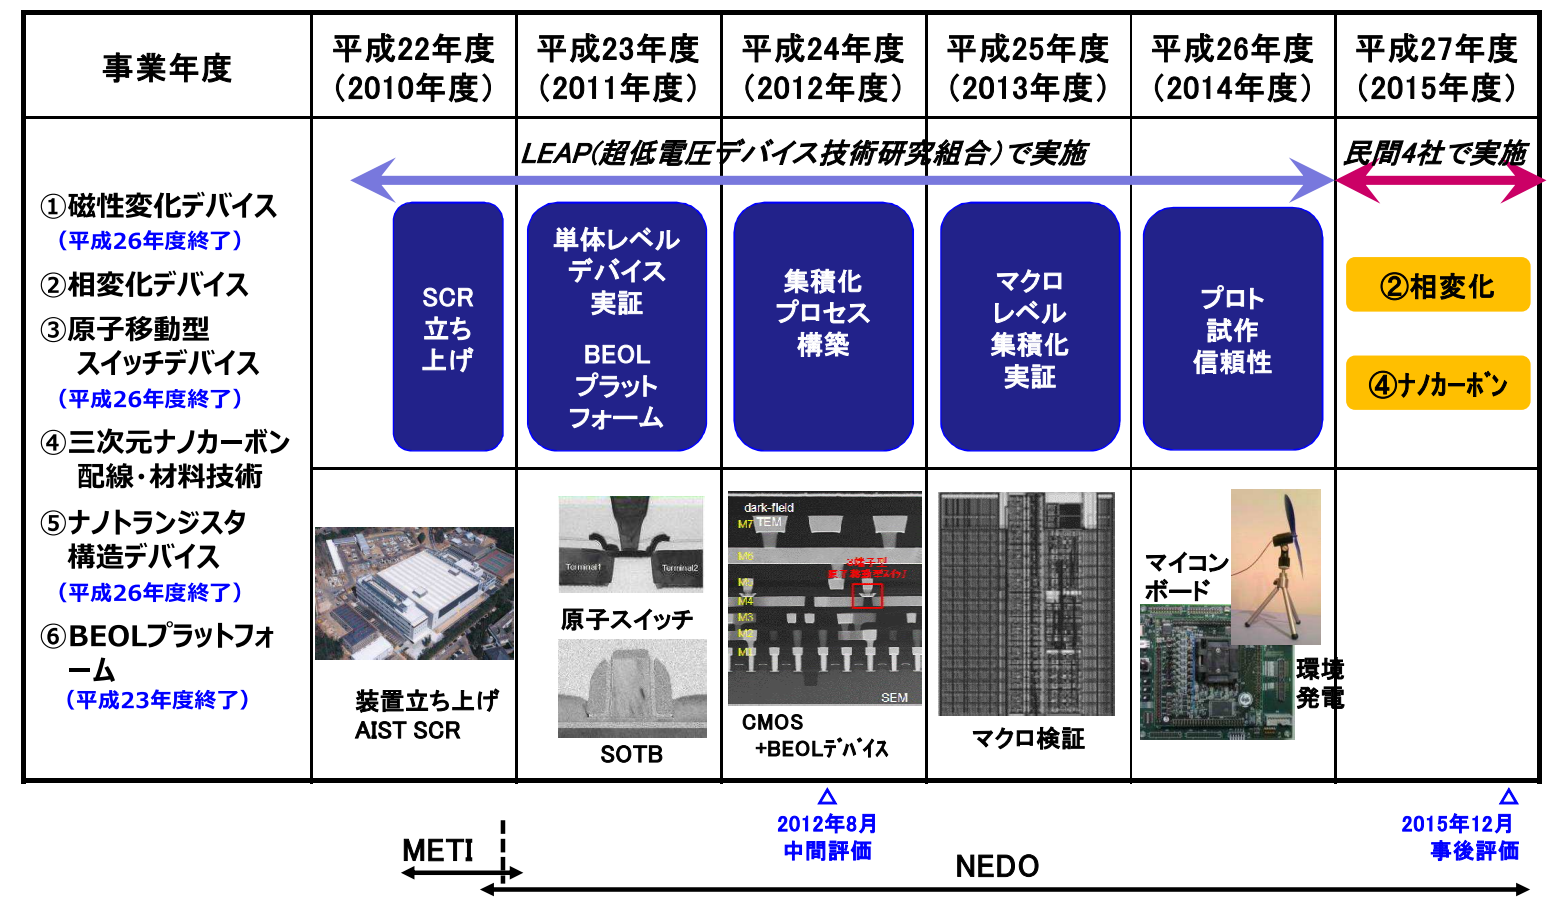 事業年度
平成22年度
（2010年度）
平成23年度
（2011年度）
平成24年度
（2012年度）
平成25年度
（2013年度）
平成26年度
（2014年度）
平成27年度
（2015年度）
LEAP(超低電圧デバイス技術研究組合）で実施
民間4社で実施
①磁性変化デバイス
（平成26年度終了）
②相変化デバイス
③原子移動型
スイッチデバイス
（平成26年度終了）
④三次元ナノカーボン
配線・材料技術
⑤ナノトランジスタ
構造デバイス
（平成26年度終了）
⑥BEOLプラットフォ
ーム
（平成23年度終了）
SCR
立ち
上げ
単体レベル
デバイス
実証
BEOL
プラット
フォーム
集積化
プロセス
構築
マクロ
レベル
集積化
実証
プロト
試作
信頼性
②相変化
④ナノカーボン
装置立ち上げ
AIST SCR
Terminal1
Terminal2
原子スイッチ
SOTB
dark-field
TEM
M7
M6
M5
M4
M3
M2
M1
SEM
CMOS
+BEOLデバイス
マクロ検証
マイコン
ボード
環境
発電
2012年8月
中間評価
2015年12月
事後評価
METI
NEDO